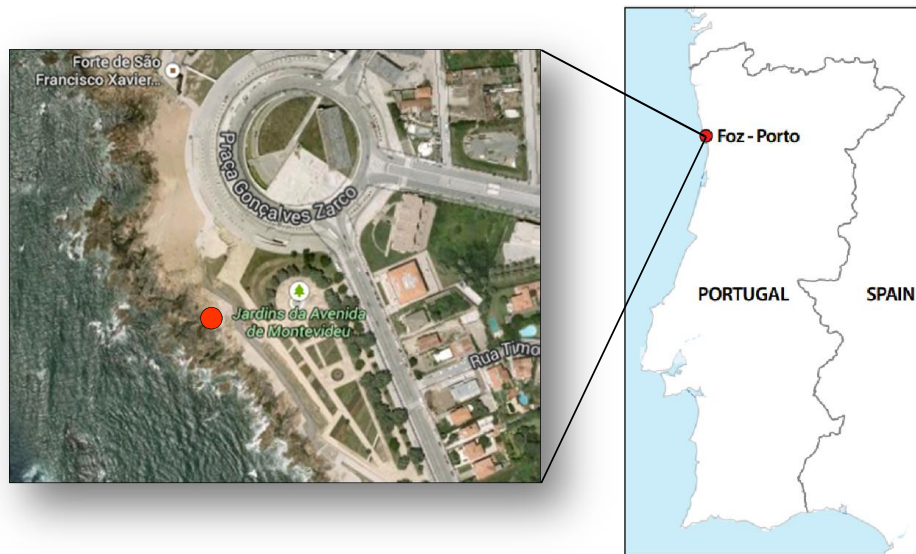 Forte de São
Francisco Xavier...
Praça Gonçalves Zarco
Jardins da Avenida
de Montevideu
Rua Timo
Foz - Porto
PORTUGAL
SPAIN